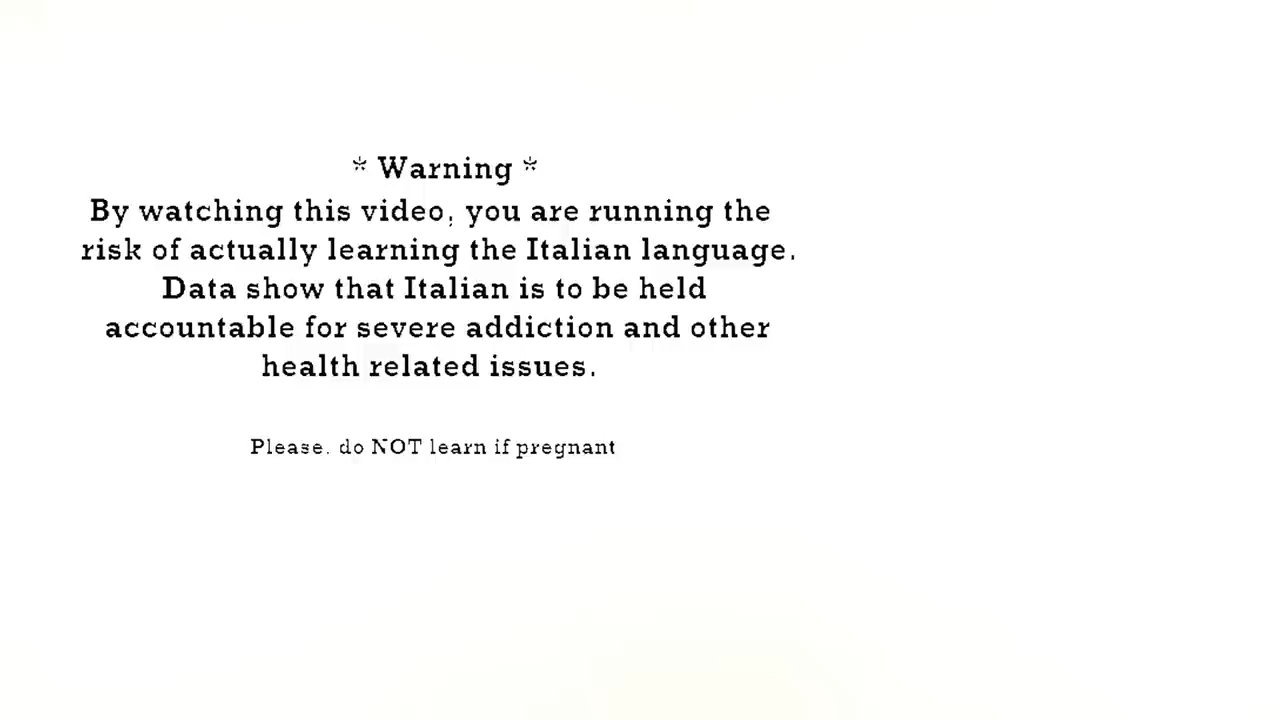 * Warning *
By watching this video, you are running the
risk of actually learning the Italian language.
Data show that Italian is to be held
accountable for severe addiction and other
health related issues.
Please, do NOT learn if pregnant